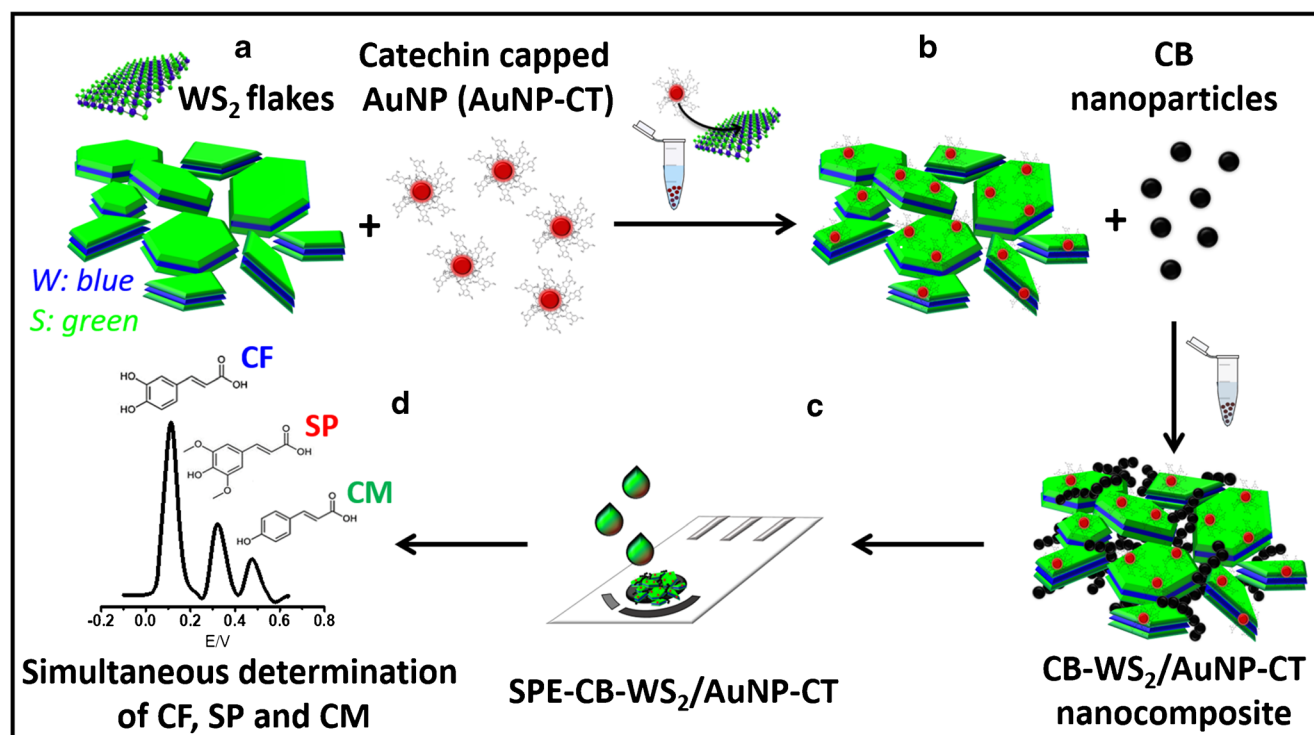 a
WS₂ flakes
Catechin capped
AuNP (AuNP-CT)
b
CB
nanoparticles
+
+
W: blue
S: green
CF
HO
HO
O
OH
d
SP
O
HO
O
O
OH
CM
HO
O
OH
c
-0.2 0.0 0.2 0.4 0.6 0.8
E/V
Simultaneous determination
of CF, SP and CM
SPE-CB-WS₂/AuNP-CT
CB-WS₂/AuNP-CT
nanocomposite